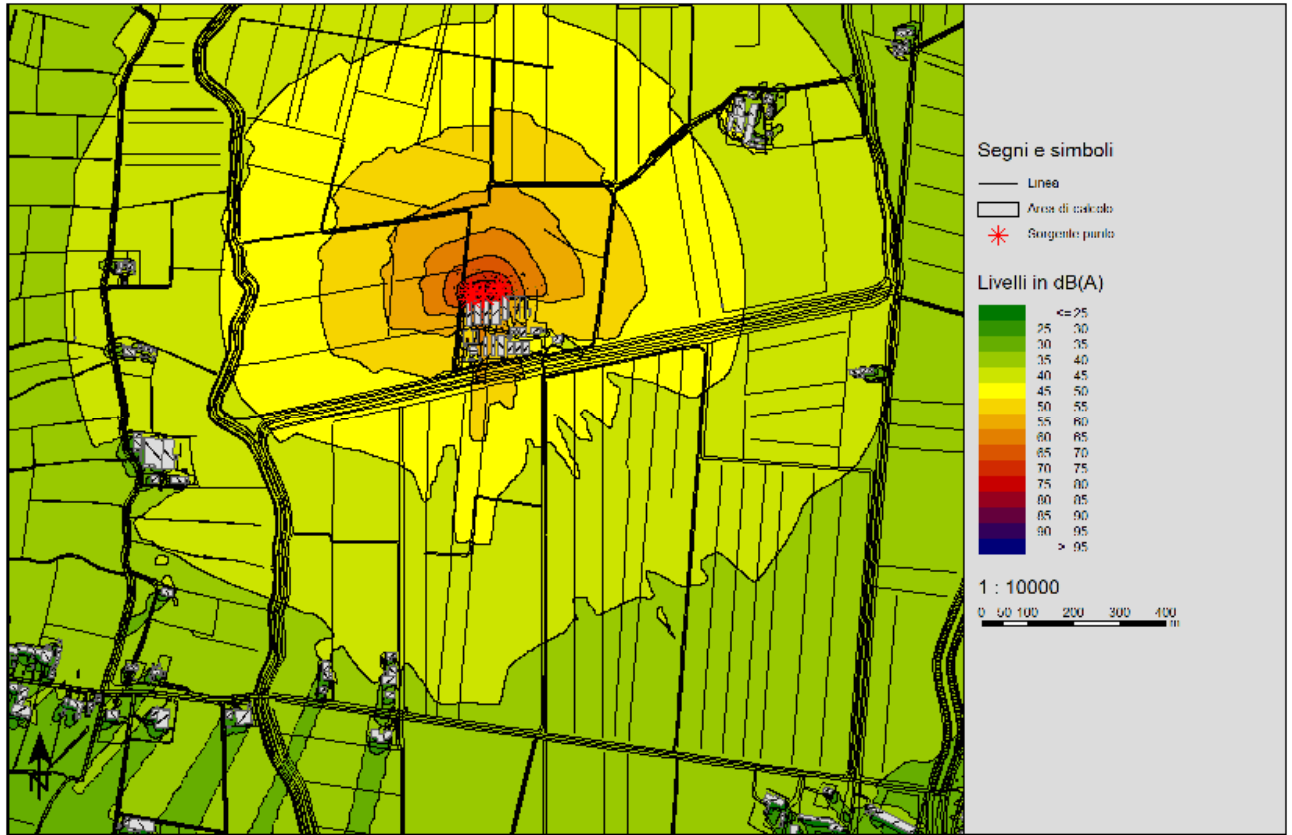 Segni e simboli
Linea
Area di calcolo
Sorgente punto
Livelli in dB(A)
<= 25
25 30
30 35
35 40
40 45
45 50
50 55
55 60
60 65
65 70
70 75
75 80
80 85
85 90
90 95
> 95
1 : 10000
0 50 100 200 300 400
m
N